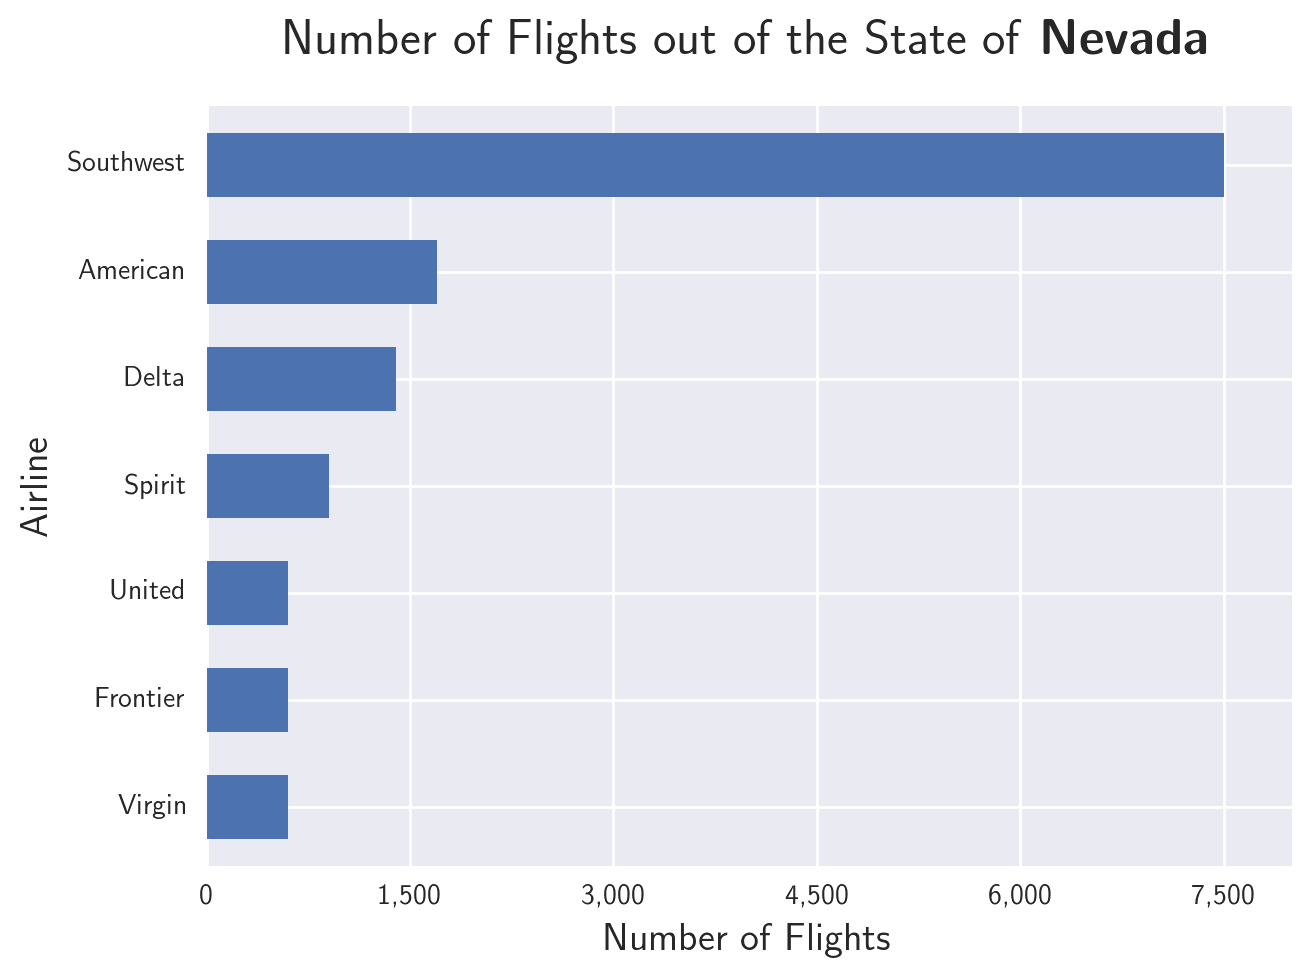 Number of Flights out of the State of Nevada
Southwest
American
Delta
Spirit
United
Frontier
Virgin
Airline
0 1,500 3,000 4,500 6,000 7,500
Number of Flights